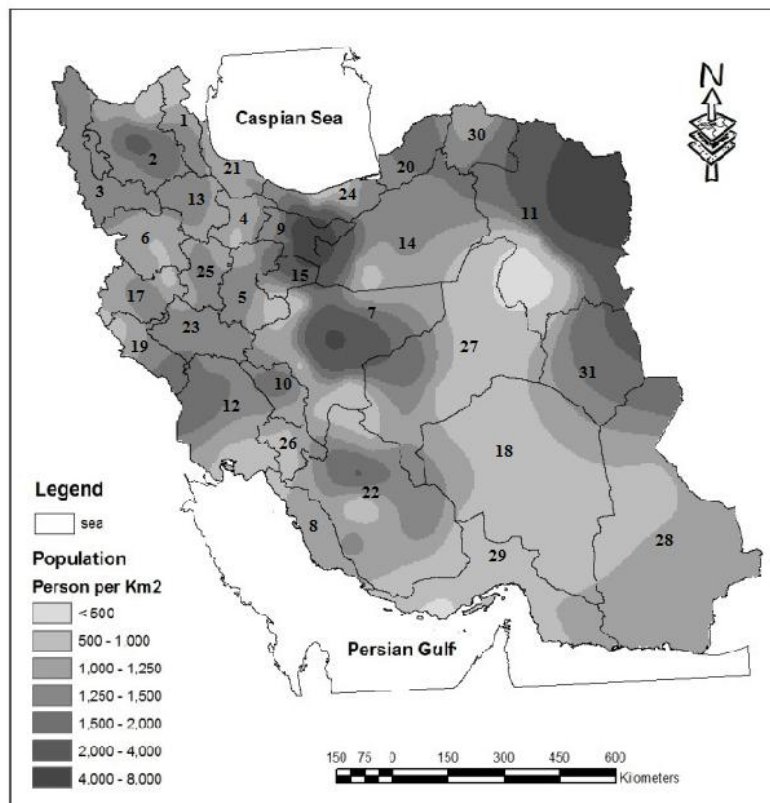 N
Caspian Sea
1
30
2
20
21
3
24
13
11
4
9
6
14
25
15
17
5
7
23
19
27
10
31
12
26
18
22
8
28
29
Persian Gulf
Legend
sea
Population
Person per Km2
< 500
500 - 1.000
1,000 - 1,250
1,250 - 1,500
1,500 - 2,000
2,000 - 4,000
4.000 - 8,000
150 75 0 150 300 450 600
Kilometers